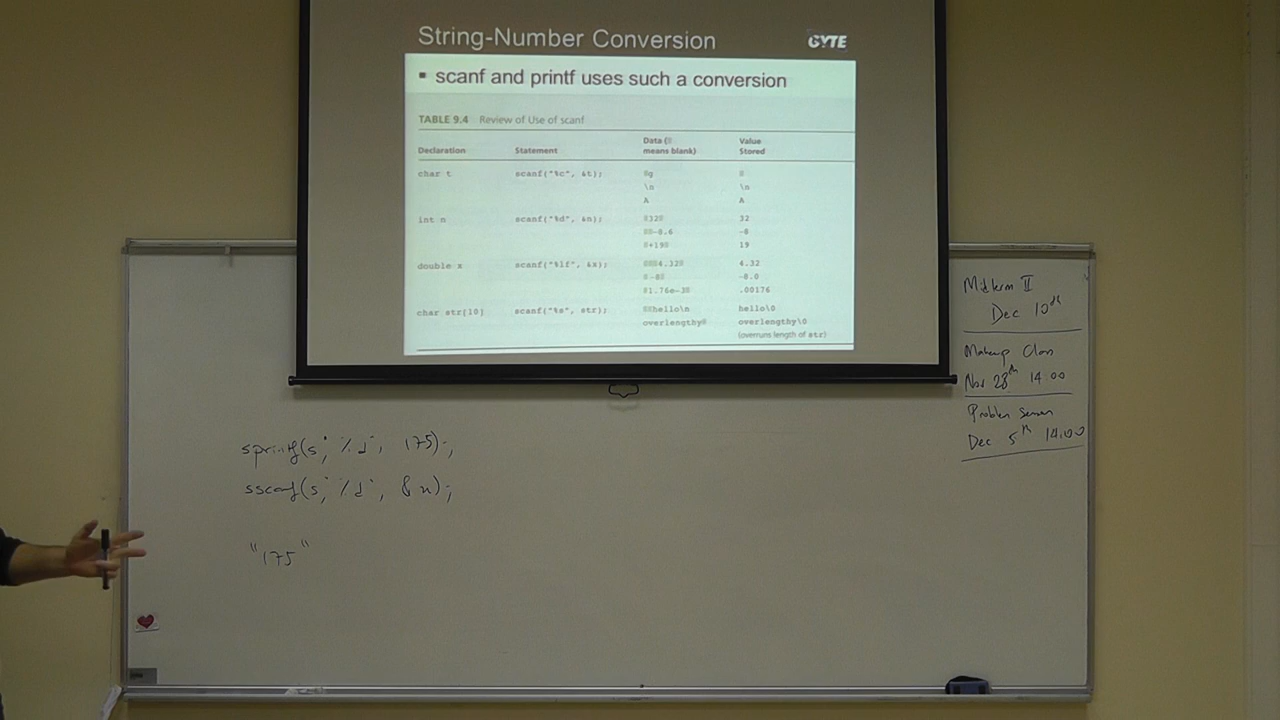 String-Number Conversion
GYTE
▪ scanf and printf uses such a conversion
TABLE 9.4 Review of Use of scanf
Declaration Statement Data (▒ means blank) Value Stored
char t scanf("%c", &t); ▒g ▒
\n \n
A A
int n scanf("%d", &n); ▒32▒ 32
▒▒-8.6 -8
▒+19▒ 19
double x scanf("%lf", &x); ▒▒▒4.32▒ 4.32
▒-8▒ -8.0
▒1.76e-3▒ .00176
char str[10] scanf("%s", str); ▒▒hello\n hello\0
overlengthy▒ overlengthy\0
(overruns length of str)
Midterm II
Dec 10th
Makeup Class
Nov 28th 14:00
Problem
Dec 5th 14:00
sprintf(s, "%d", 175);
sscanf(s, "%d", &n);
"175"